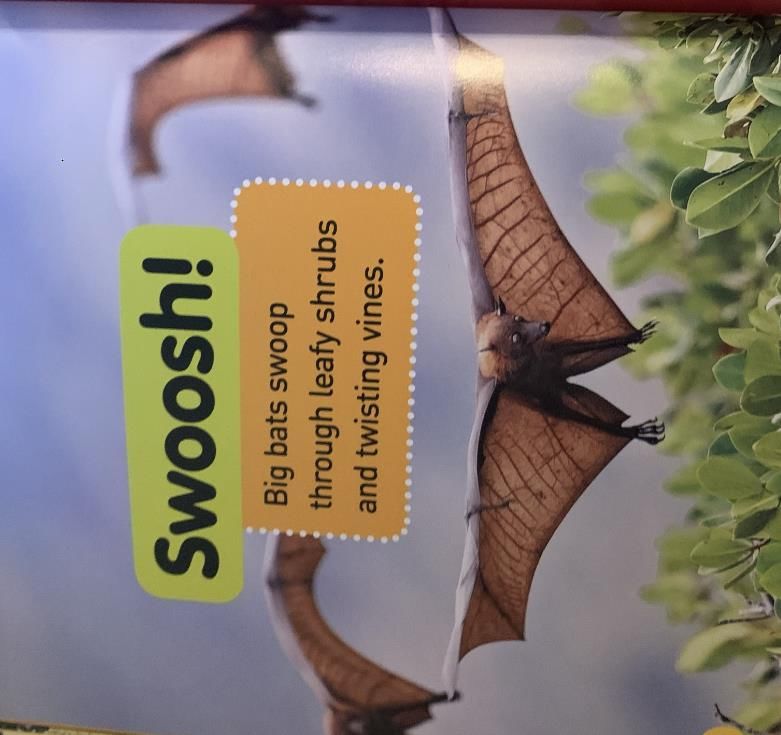 Swoosh!
Big bats swoop
through leafy shrubs
and twisting vines.